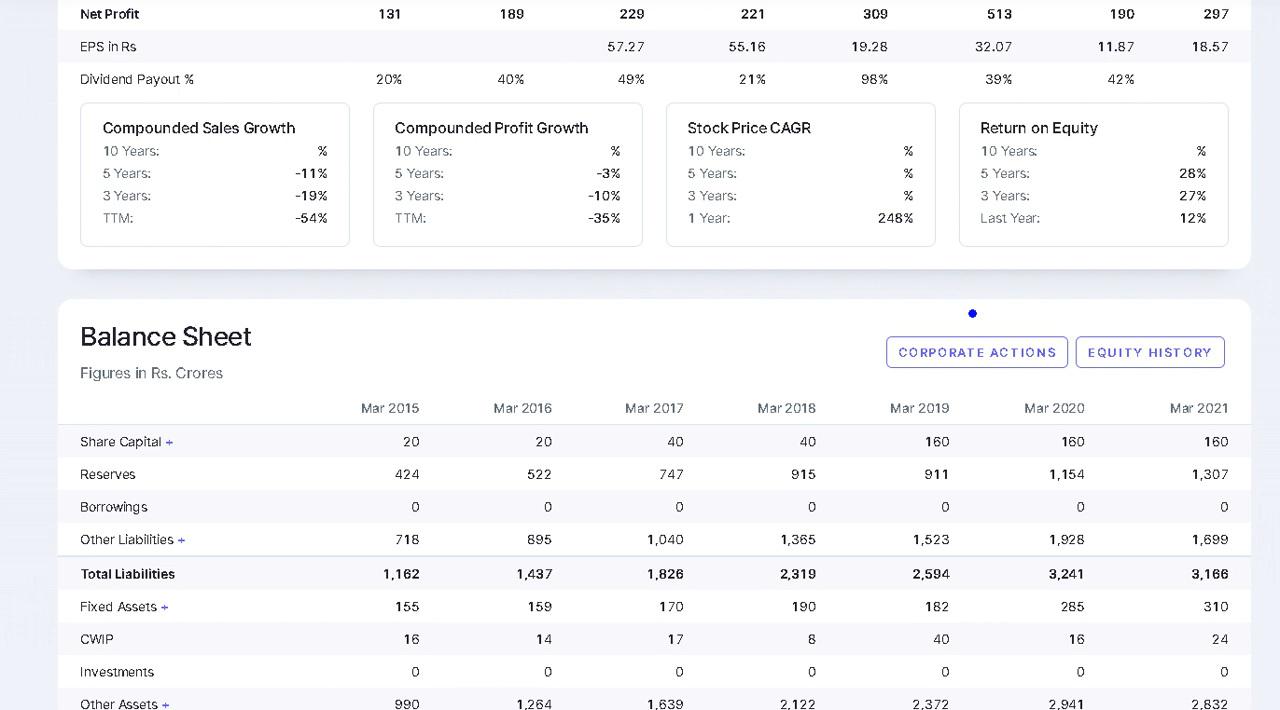 Net Profit 131 189 229 221 309 513 190 297
EPS in Rs 57.27 55.16 19.28 32.07 11.87 18.57
Dividend Payout % 20% 40% 49% 21% 98% 39% 42%
Compounded Sales Growth
10 Years: %
5 Years: -11%
3 Years: -19%
TTM: -54%
Compounded Profit Growth
10 Years: %
5 Years: -3%
3 Years: -10%
TTM: -35%
Stock Price CAGR
10 Years: %
5 Years: %
3 Years: %
1 Year: 248%
Return on Equity
10 Years: %
5 Years: 28%
3 Years: 27%
Last Year: 12%
Balance Sheet
CORPORATE ACTIONS EQUITY HISTORY
Figures in Rs. Crores
Mar 2015 Mar 2016 Mar 2017 Mar 2018 Mar 2019 Mar 2020 Mar 2021
Share Capital + 20 20 40 40 160 160 160
Reserves 424 522 747 915 911 1,154 1,307
Borrowings 0 0 0 0 0 0 0
Other Liabilities + 718 895 1,040 1,365 1,523 1,928 1,699
Total Liabilities 1,162 1,437 1,826 2,319 2,594 3,241 3,166
Fixed Assets + 155 159 170 190 182 285 310
CWIP 16 14 17 8 40 16 24
Investments 0 0 0 0 0 0 0
Other Assets + 990 1,264 1,639 2,122 2,372 2,941 2,832